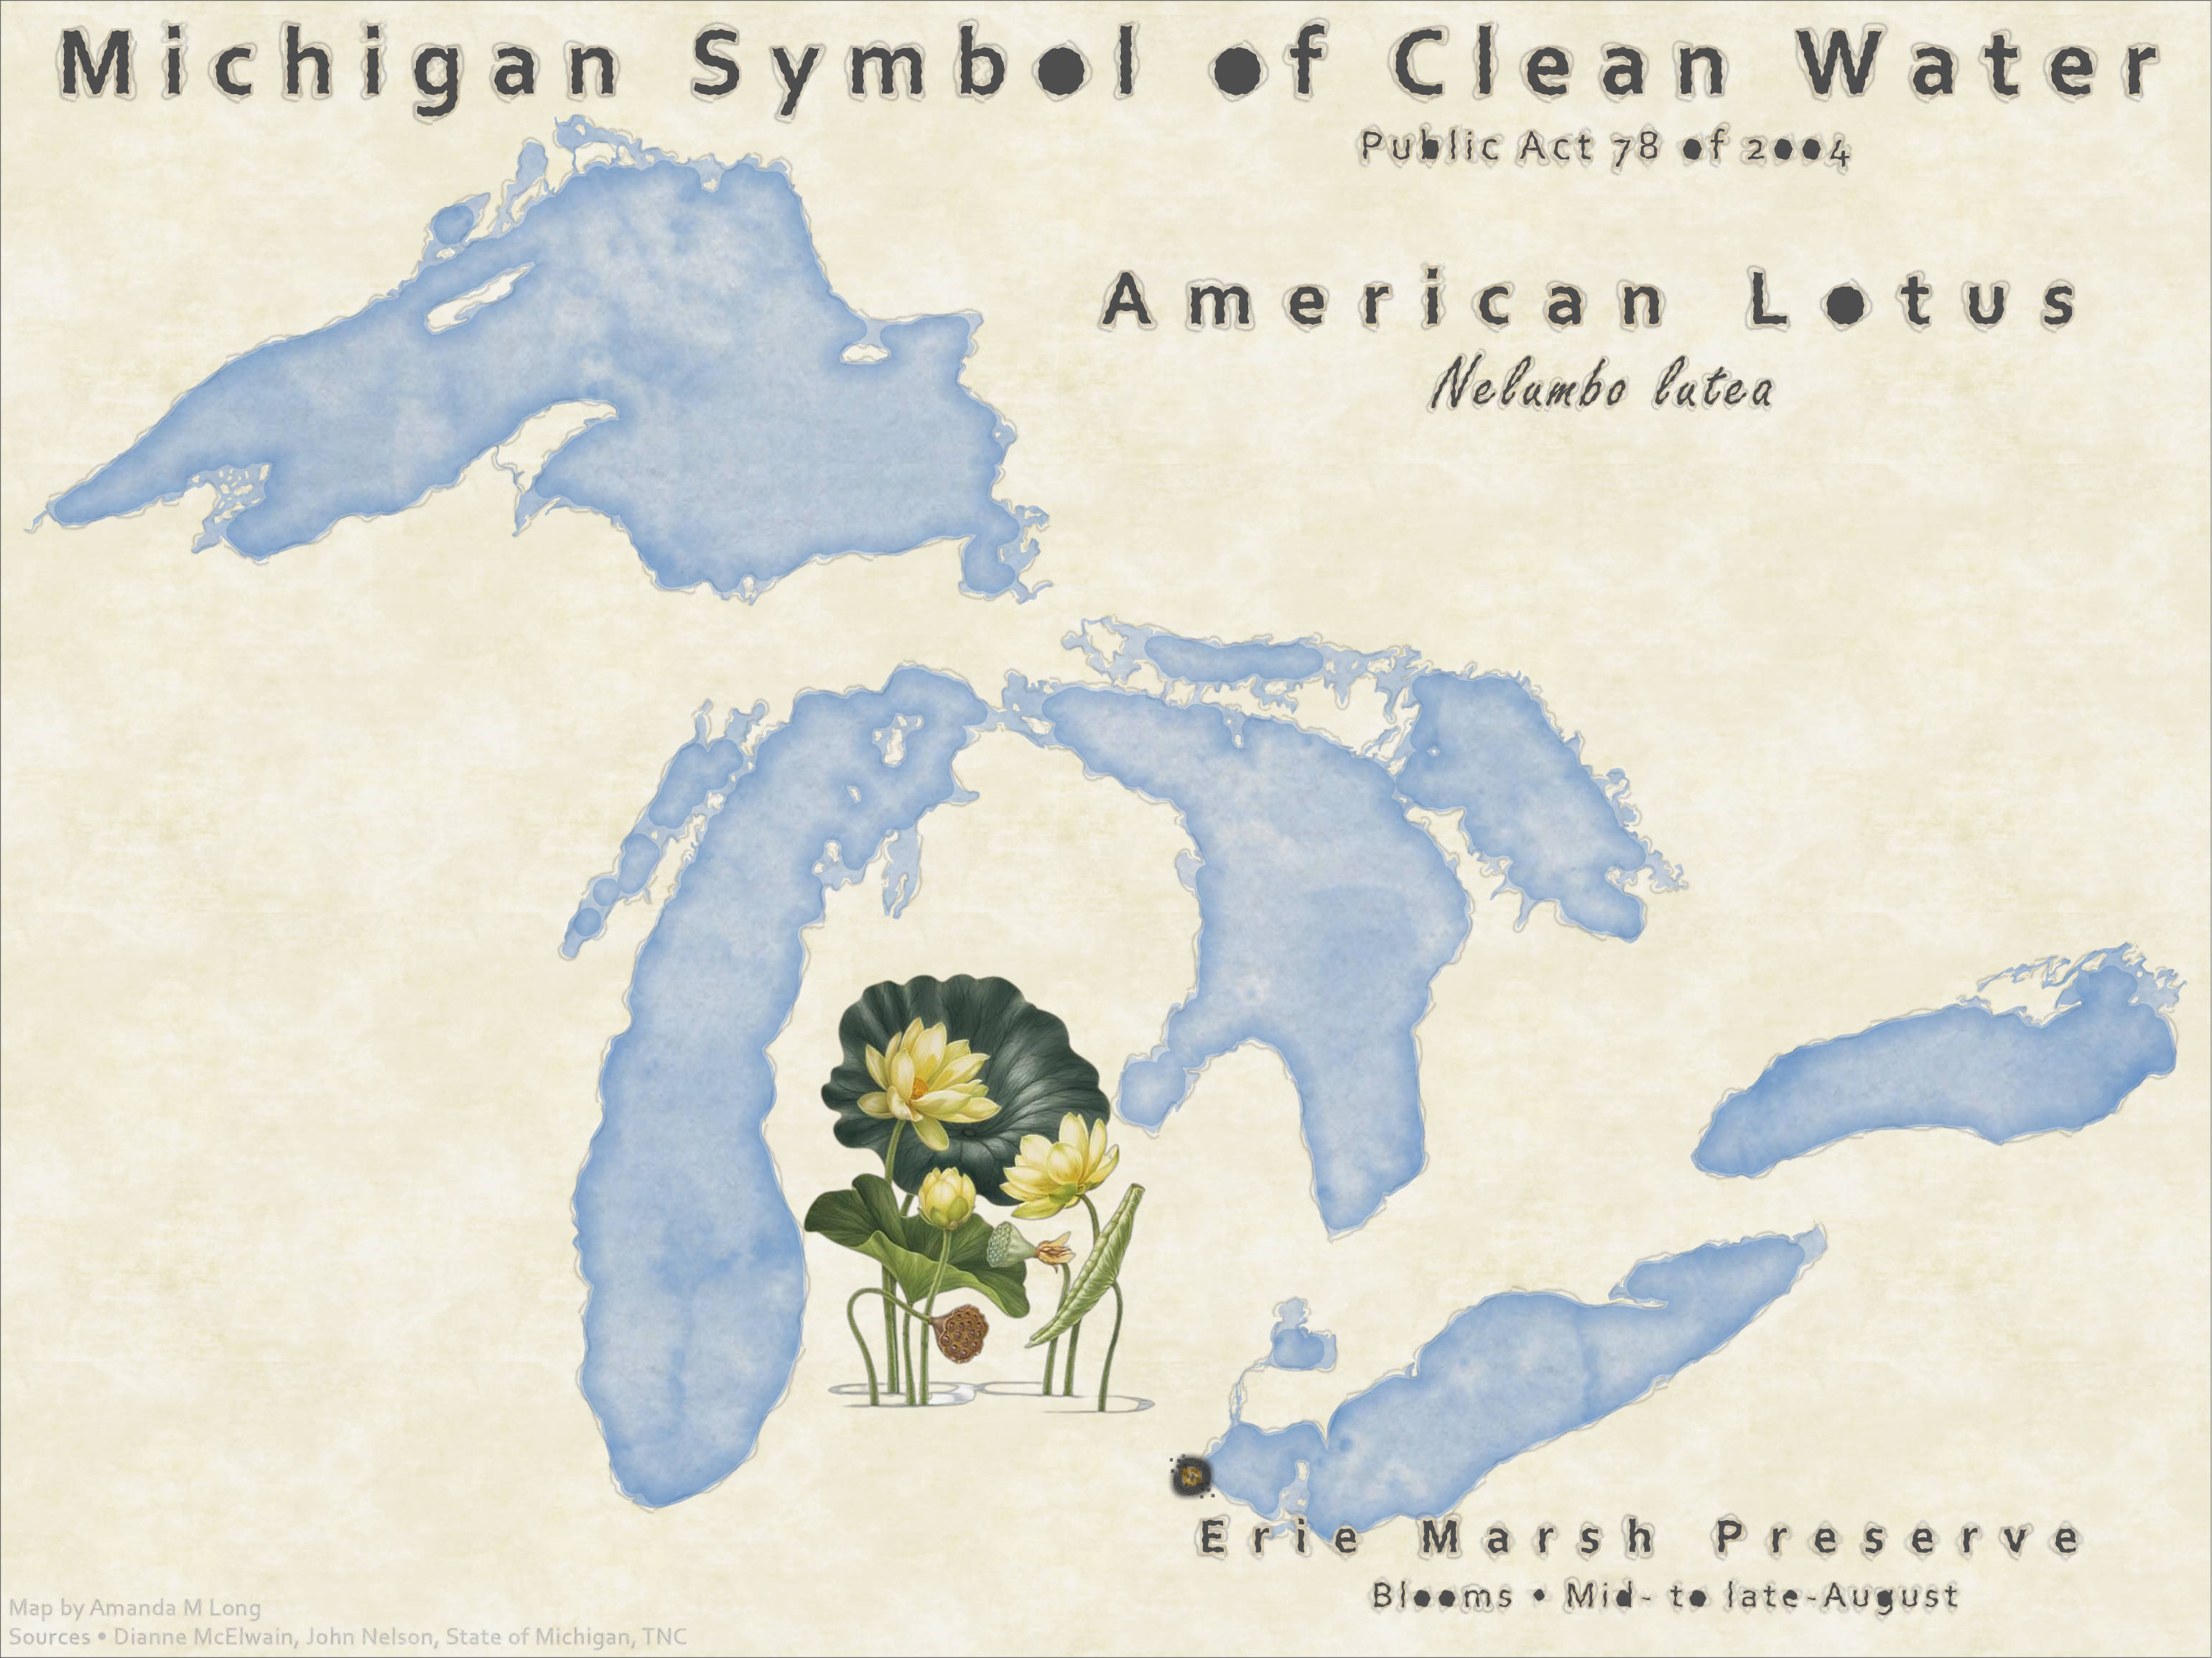 Michigan Symbol of Clean Water
Public Act 78 of 2004
American Lotus
Nelumbo lutea
Erie Marsh Preserve
Blooms • Mid- to late-August
Map by Amanda M Long
Sources • Dianne McElwain, John Nelson, State of Michigan, TNC